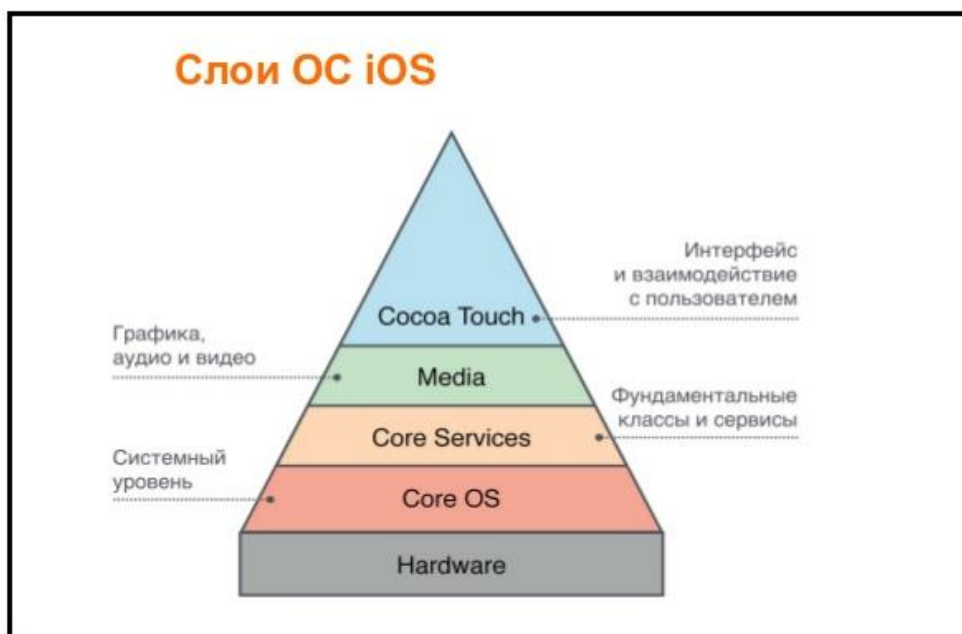 Слои ОС iOS
Интерфейс
и взаимодействие
с пользователем
Cocoa Touch
Графика,
аудио и видео
Media
Фундаментальные
классы и сервисы
Core Services
Системный
уровень
Core OS
Hardware